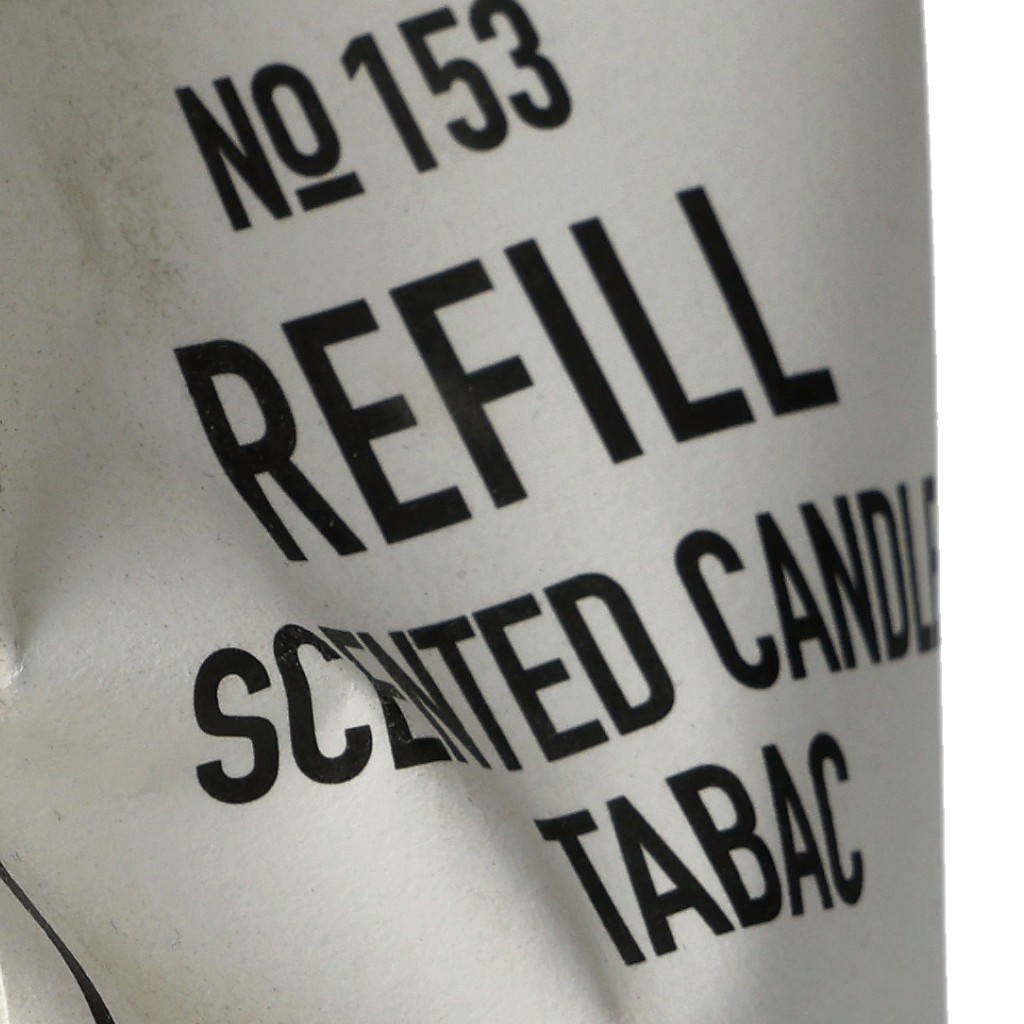 Nº 153
REFILL
SCENTED CANDLE
TABAC